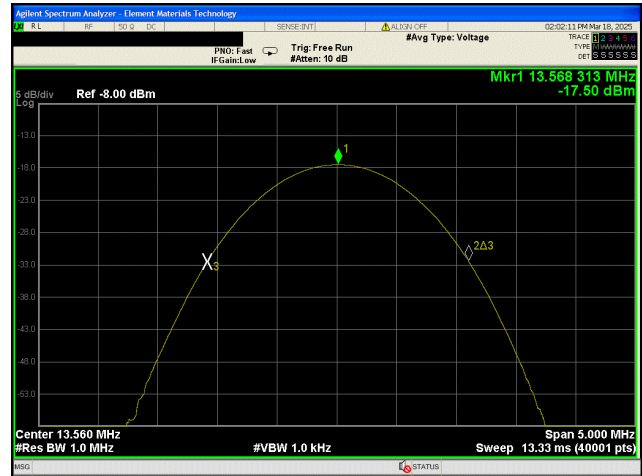 Agilent Spectrum Analyzer - Element Materials Technology
RL RF 50 Ω DC SENSE:INT ALIGN OFF 02:02:11 PM Mar 18, 2025
#Avg Type: Voltage TRACE 1 2 3 4 5 6
PNO: Fast Trig: Free Run TYPE MWWWWW
IFGain:Low #Atten: 10 dB DET S S S S S S
Mkr1 13.568 313 MHz
5 dB/div Ref -8.00 dBm -17.50 dBm
Log
-13.0
1
-18.0
-23.0
-28.0
2Δ3
-33.0
3
-38.0
-43.0
-48.0
-53.0
Center 13.560 MHz Span 5.000 MHz
#Res BW 1.0 MHz #VBW 1.0 kHz Sweep 13.33 ms (40001 pts)
MSG STATUS